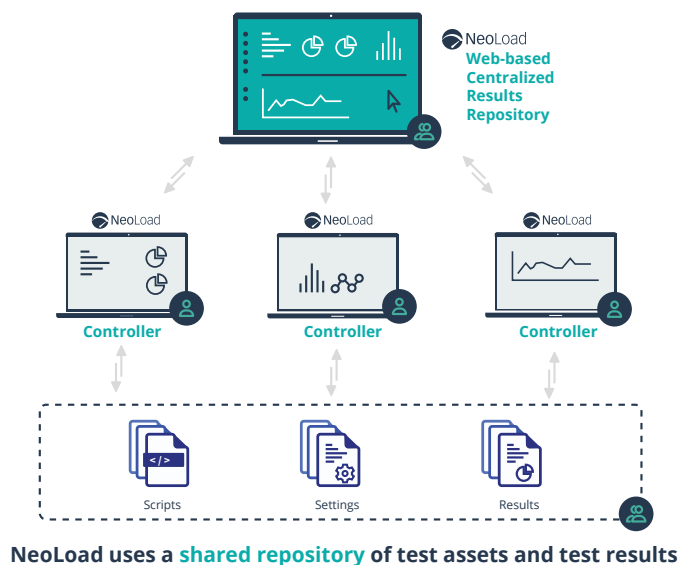 NeoLoad
Web-based
Centralized
Results
Repository
NeoLoad
NeoLoad
NeoLoad
Controller
Controller
Controller
</>
Scripts
Settings
Results
NeoLoad uses a shared repository of test assets and test results